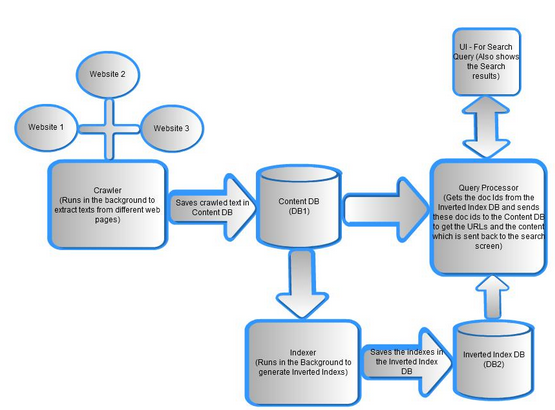 Website 2
Website 1
Website 3
UI - For Search
Query (Also shows
the Search
results)
Crawler
(Runs in the background to
extract texts from different web
pages)
Saves crawled text in
Content DB
Content DB
(DB1)
Query Processor
(Gets the doc Ids from the
Inverted Index DB and sends
these doc ids to the Content DB
to get the URLs and the content
which is sent back to the search
screen)
Indexer
(Runs in the Background to
generate Inverted Indexs)
Saves the Indexes in
the Inverted Index
DB
Inverted Index DB
(DB2)